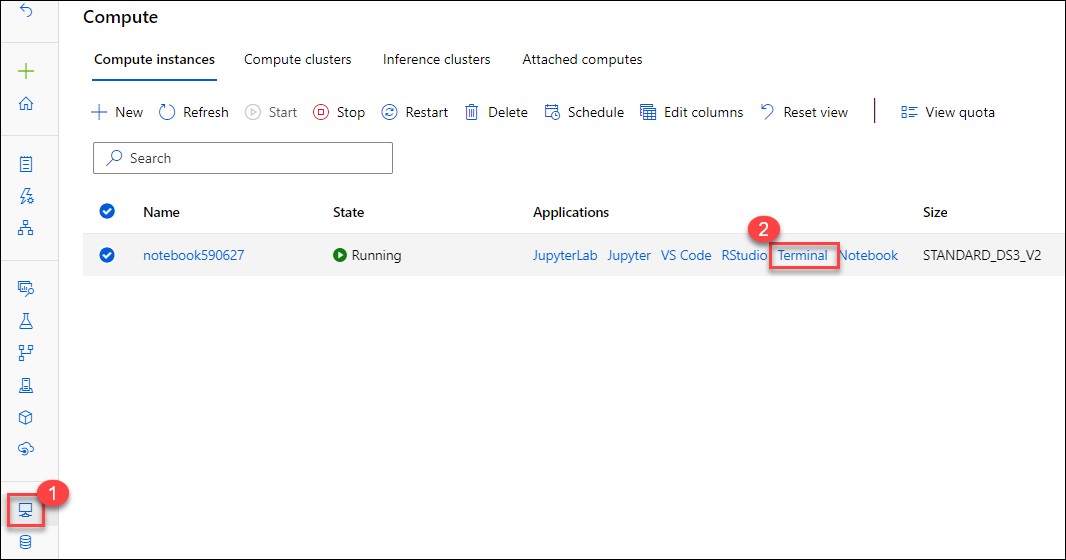 Compute
Compute instances Compute clusters Inference clusters Attached computes
New Refresh Start Stop Restart Delete Schedule Edit columns Reset view View quota
Search
Name State Applications Size
2
notebook590627 Running JupyterLab Jupyter VS Code RStudio Terminal Notebook STANDARD_DS3_V2
1